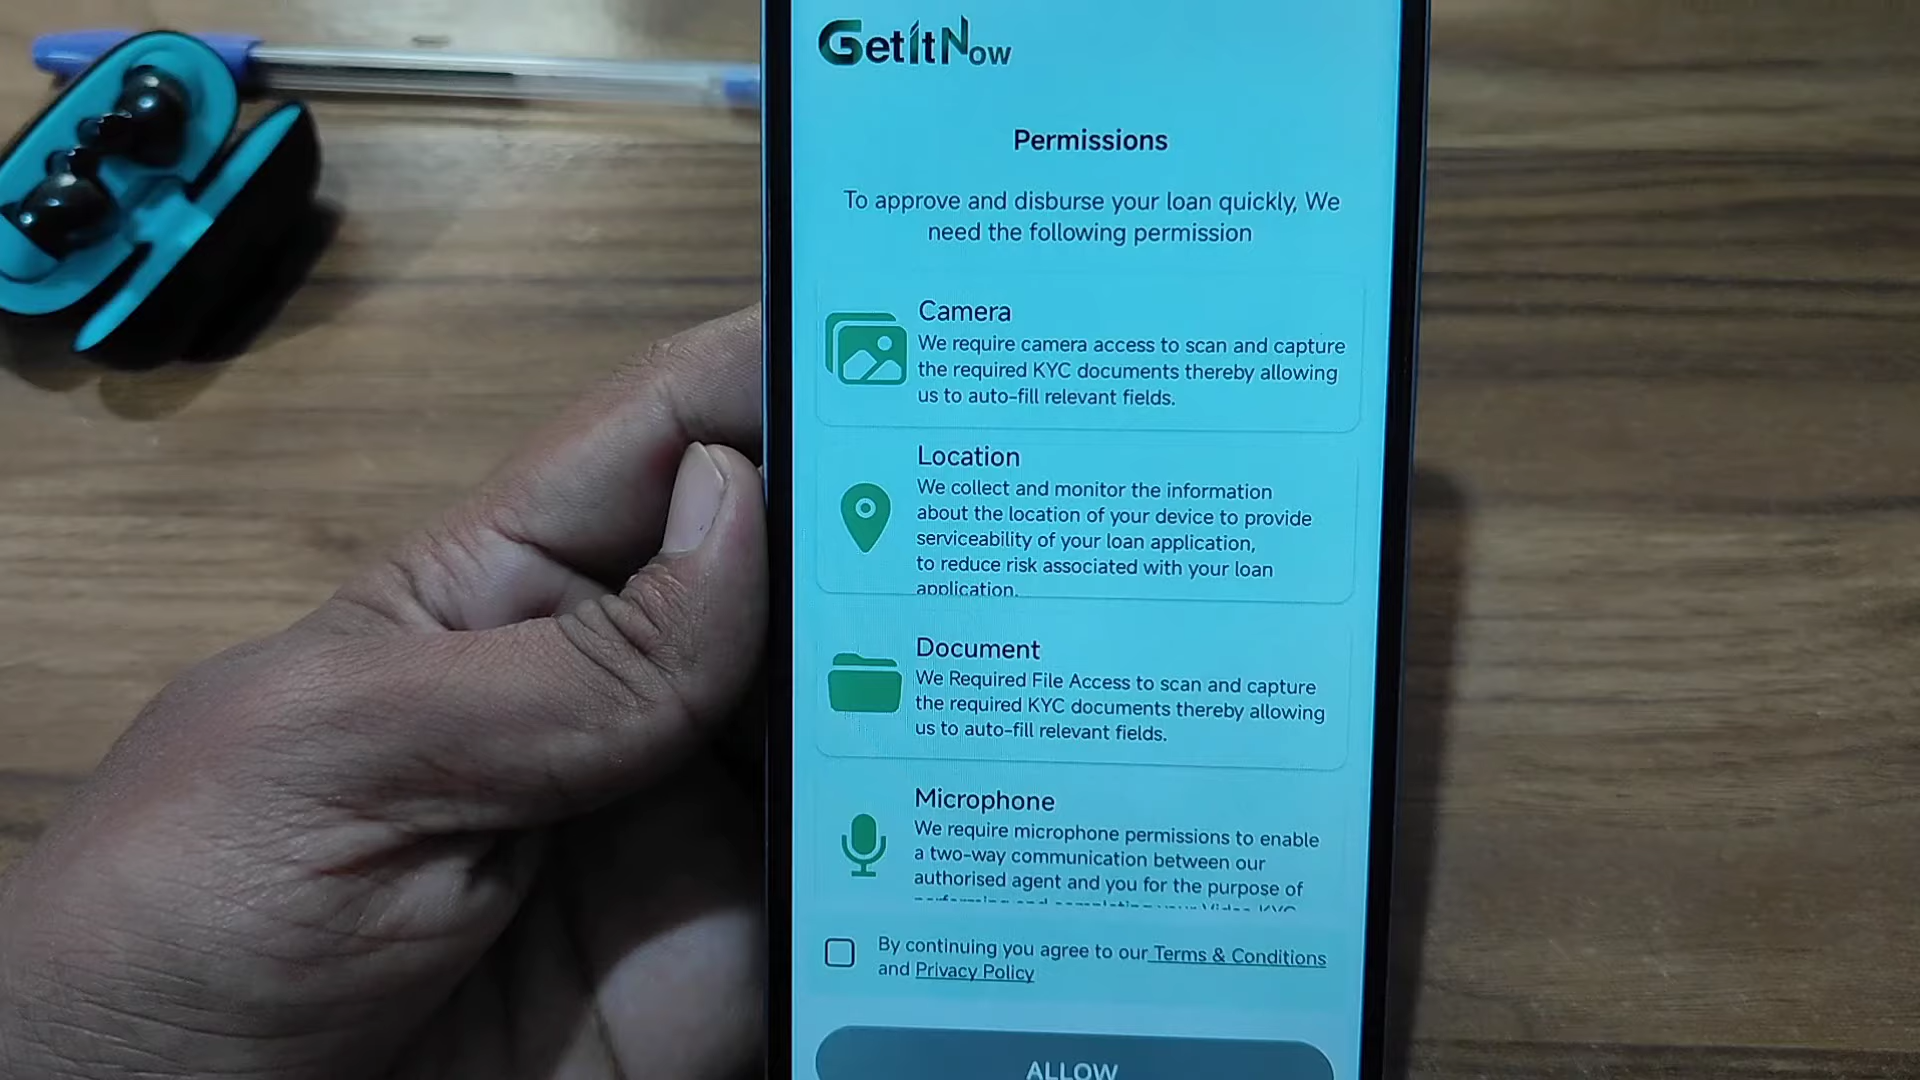 GetItNow
Permissions
To approve and disburse your loan quickly, We
need the following permission
Camera
We require camera access to scan and capture
the required KYC documents thereby allowing
us to auto-fill relevant fields.
Location
We collect and monitor the information
about the location of your device to provide
serviceability of your loan application,
to reduce risk associated with your loan
application.
Document
We Required File Access to scan and capture
the required KYC documents thereby allowing
us to auto-fill relevant fields.
Microphone
We require microphone permissions to enable
a two-way communication between our
authorised agent and you for the purpose of
performing and completing your Video KYC
By continuing you agree to our Terms & Conditions
and Privacy Policy
ALLOW